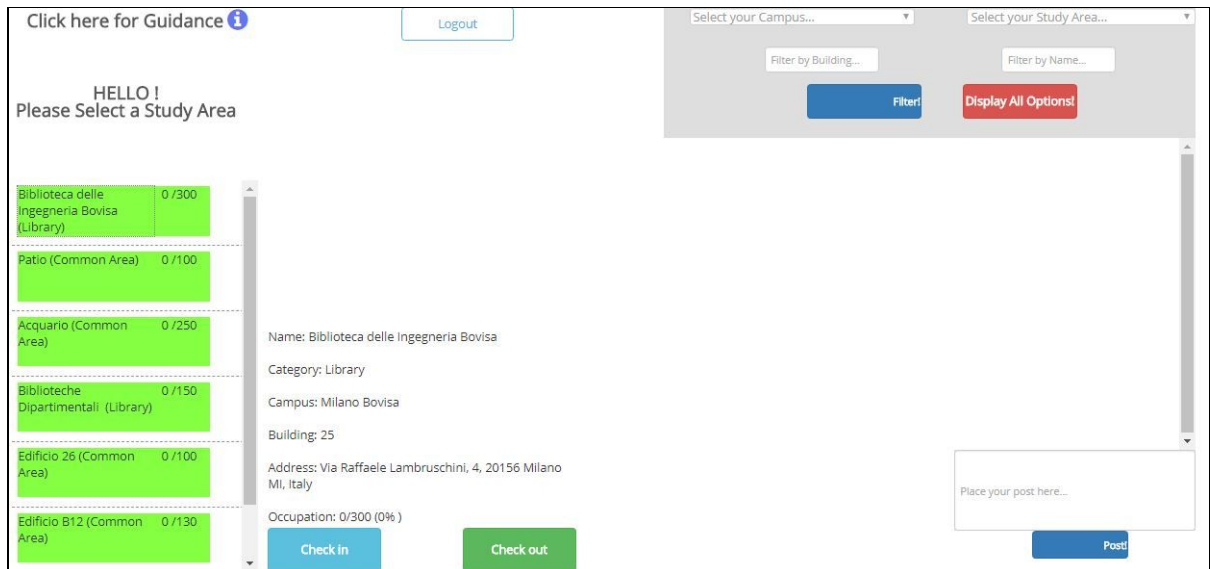 Click here for Guidance
Logout
Select your Campus...
Select your Study Area...
Filter by Building...
Filter by Name...
Filter!
Display All Options!
HELLO !
Please Select a Study Area
Biblioteca delle 0 /300
Ingegneria Bovisa
(Library)
Patio (Common Area) 0 /100
Acquario (Common 0 /250
Area)
Biblioteche 0 /150
Dipartimentali (Library)
Edificio 26 (Common 0 /100
Area)
Edificio B12 (Common 0 /130
Area)
Name: Biblioteca delle Ingegneria Bovisa
Category: Library
Campus: Milano Bovisa
Building: 25
Address: Via Raffaele Lambruschini, 4, 20156 Milano
MI, Italy
Occupation: 0/300 (0% )
Check in
Check out
Place your post here...
Post!